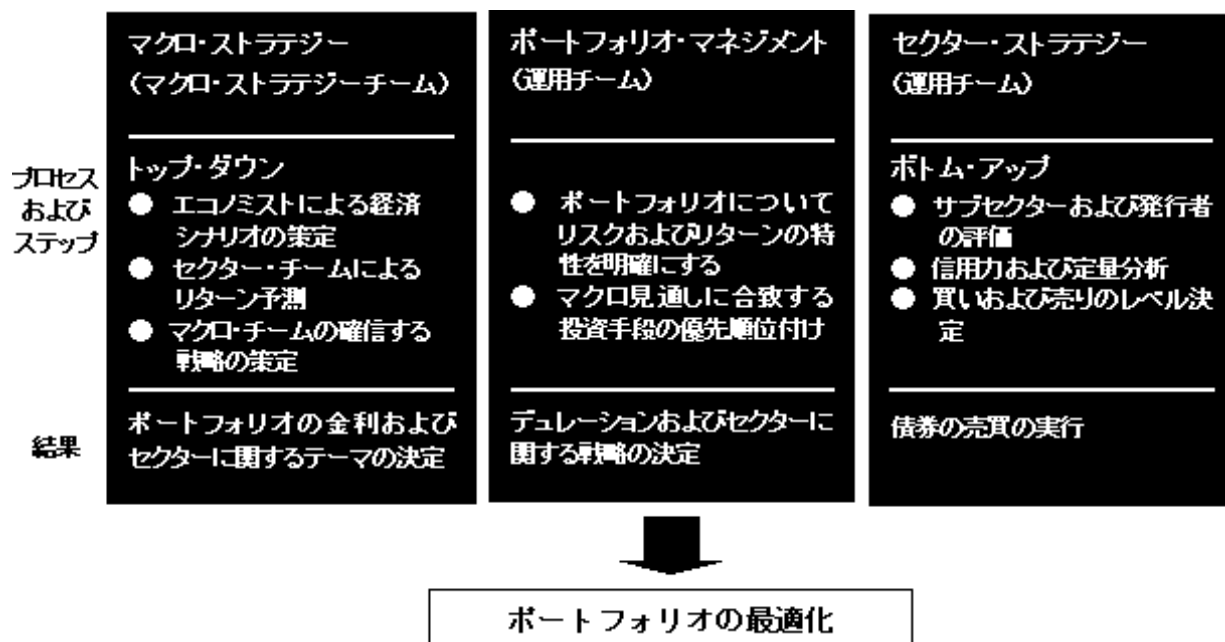 マクロ・ストラテジー
（マクロ・ストラテジーチーム）
トップ・ダウン
● エコノミストによる経済
シナリオの策定
● セクター・チームによる
リターン予測
● マクロ・チームの確信する
戦略の策定
ポートフォリオの金利および
セクターに関するテーマの決定
ポートフォリオ・マネジメント
（運用チーム）
● ポートフォリオについて
リスクおよびリターンの特
性を明確にする
● マクロ見通しに合致する
投資手段の優先順位付け
デュレーションおよびセクターに
関する戦略の決定
セクター・ストラテジー
（運用チーム）
ボトム・アップ
● サブセクターおよび発行者
の評価
● 信用力および定量分析
● 買いおよび売りのレベル決
定
債券の売買の実行
プロセス
および
ステップ
結果
ポートフォリオの最適化